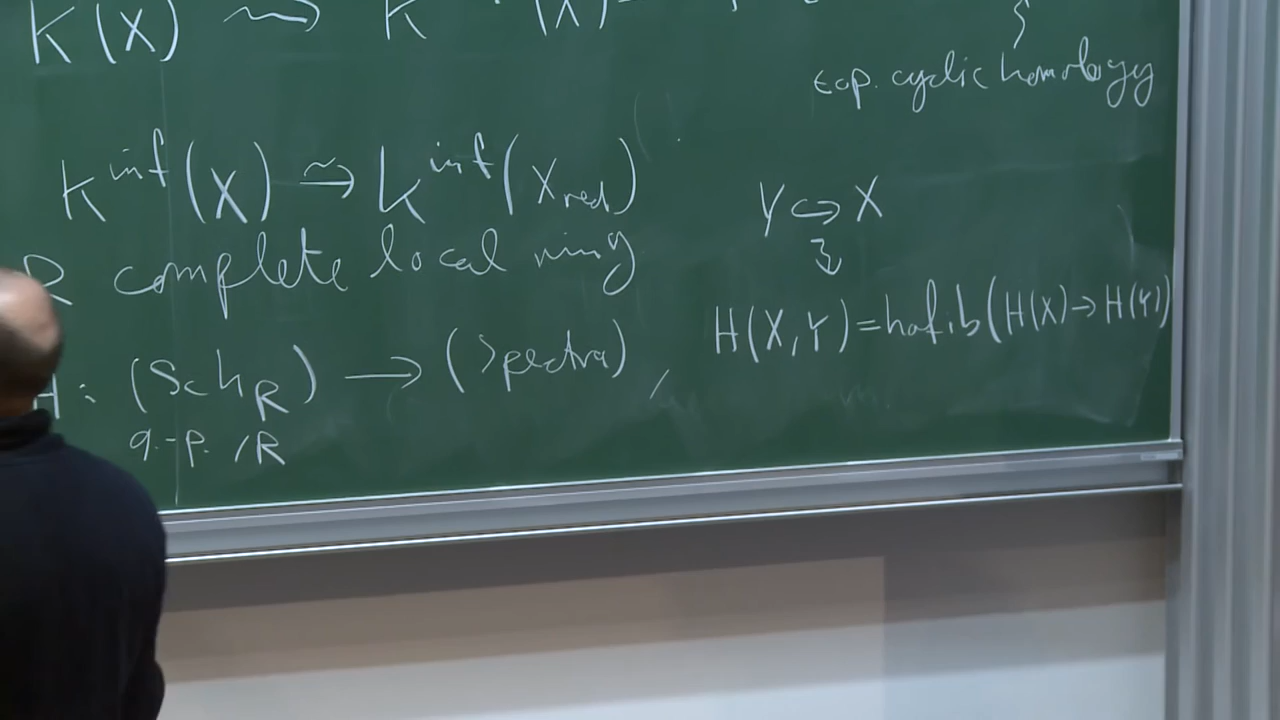 K(X) ⇝ K (X)=
top. cyclic homology
K^inf(X) ≃→ K^inf(X_red)
R complete local ring
H : (Sch_R) → (Spectra) ,
q.-p. /R
Y ↪ X
H(X,Y)=hofib(H(X)→H(Y))